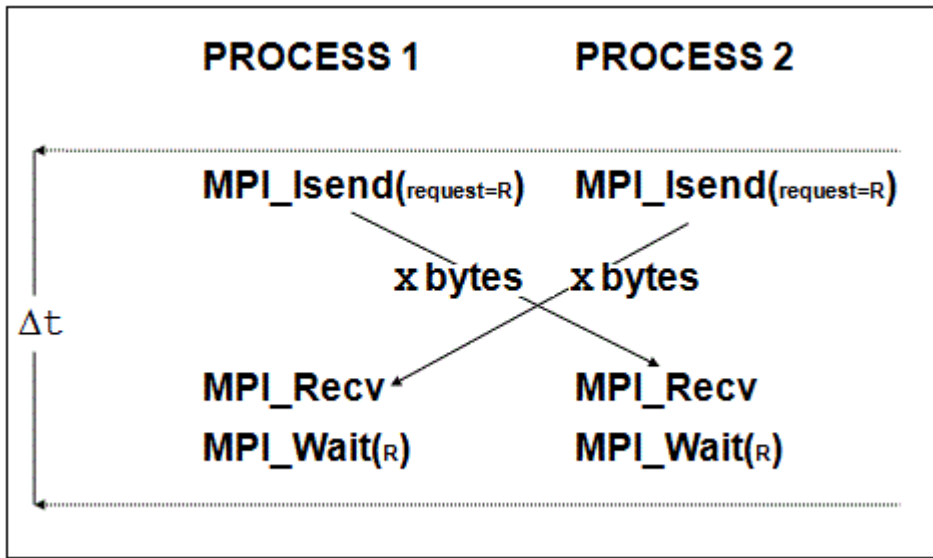 PROCESS 1 PROCESS 2
MPI_Isend(request=R) MPI_Isend(request=R)
x bytes x bytes
Δt
MPI_Recv MPI_Recv
MPI_Wait(R) MPI_Wait(R)